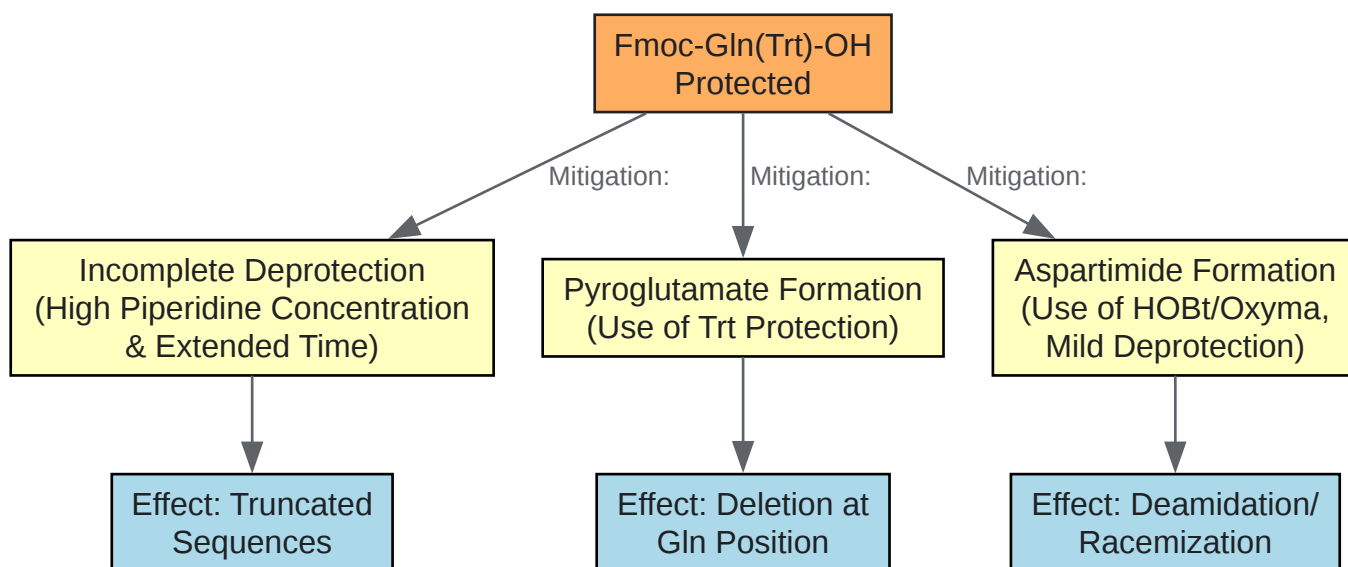 Fmoc-Gln(Trt)-OH
Protected
Mitigation:
Mitigation:
Mitigation:
Incomplete Deprotection
(High Piperidine Concentration
& Extended Time)
Pyroglutamate Formation
(Use of Trt Protection)
Aspartimide Formation
(Use of HOBt/Oxyma,
Mild Deprotection)
Effect: Truncated
Sequences
Effect: Deletion at
Gln Position
Effect: Deamidation/
Racemization